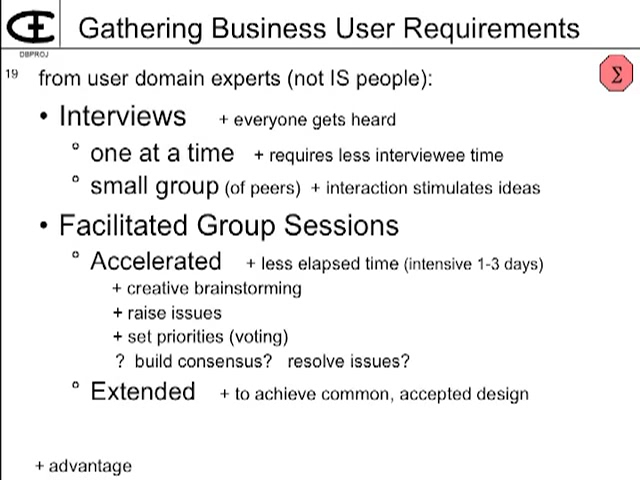 Gathering Business User Requirements
DBPROJ
19 from user domain experts (not IS people): Σ
• Interviews + everyone gets heard
° one at a time + requires less interviewee time
° small group (of peers) + interaction stimulates ideas
• Facilitated Group Sessions
° Accelerated + less elapsed time (intensive 1-3 days)
+ creative brainstorming
+ raise issues
+ set priorities (voting)
? build consensus? resolve issues?
° Extended + to achieve common, accepted design
+ advantage